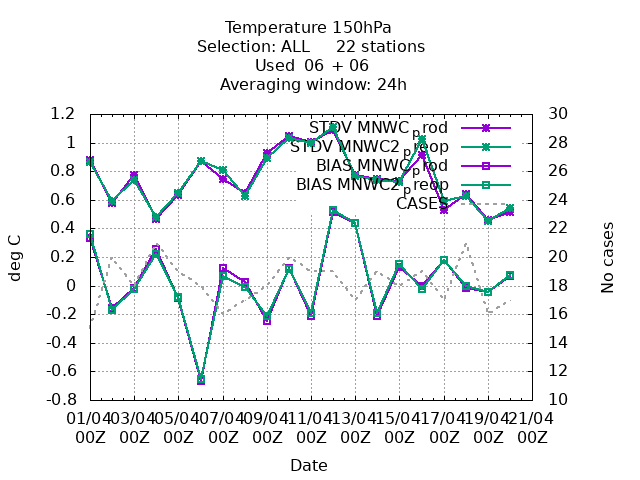 Temperature 150hPa
Selection: ALL 22 stations
Used 06 + 06
Averaging window: 24h
STDV MNWC_prod
STDV MNWC2_preop
BIAS MNWC_prod
BIAS MNWC2_preop
CASES
1.2
1
0.8
0.6
0.4
0.2
0
-0.2
-0.4
-0.6
-0.8
deg C
30
28
26
24
22
20
18
16
14
12
10
No cases
01/04 03/04 05/04 07/04 09/04 11/04 13/04 15/04 17/04 19/04 21/04
00Z 00Z 00Z 00Z 00Z 00Z 00Z 00Z 00Z 00Z 00Z
Date